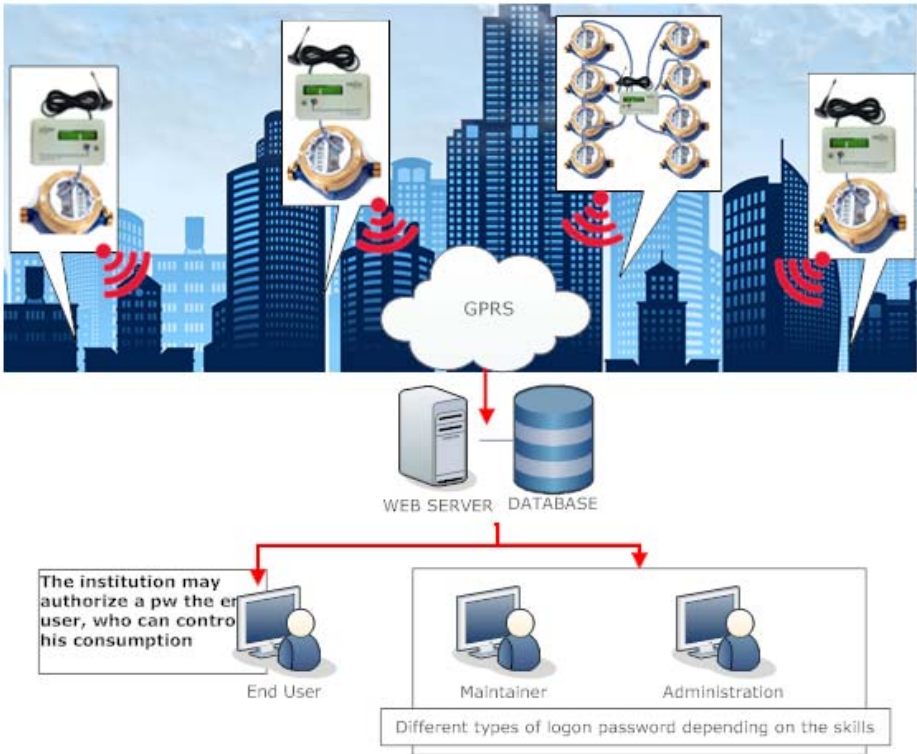 GPRS
WEB SERVER
DATABASE
The institution may
authorize a pw the
user, who can
his consumption
End User
Maintainer
Administration
Different types of logon password depending on the skills